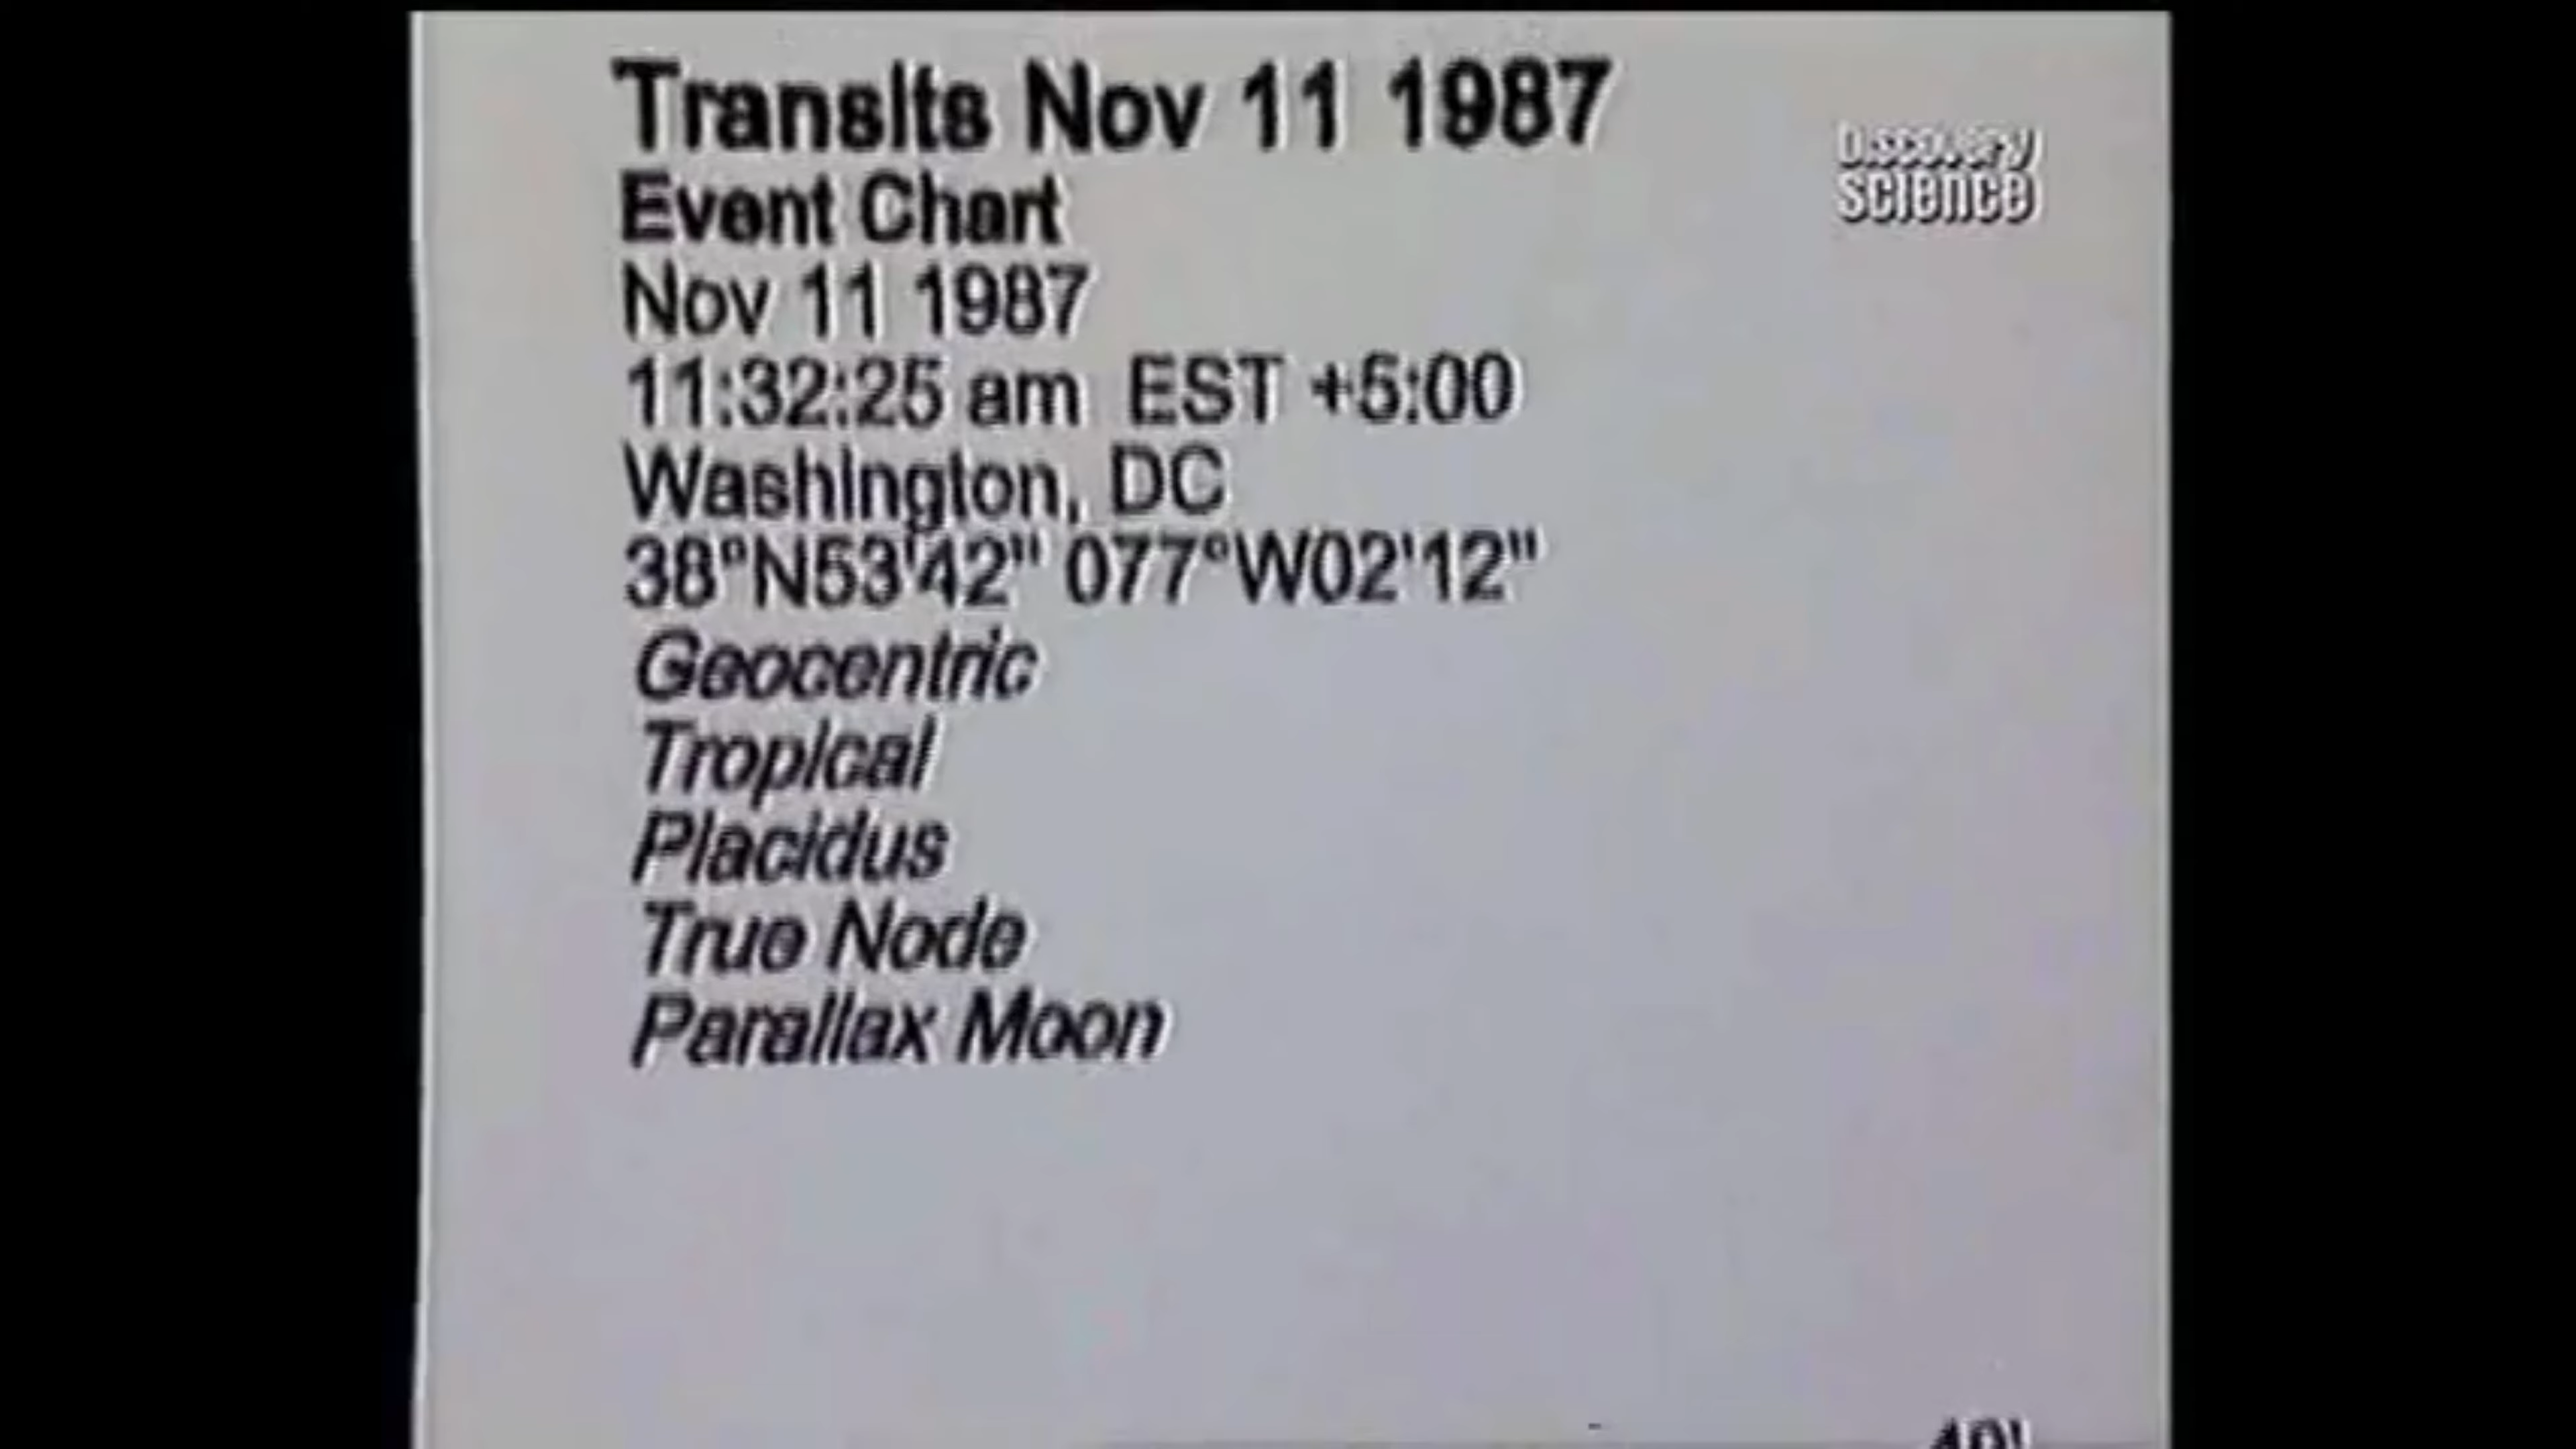 Transits Nov 11 1987
Discovery
science
Event Chart
Nov 11 1987
11:32:25 am EST +5:00
Washington, DC
38°N53'42" 077°W02'12"
Geocentric
Tropical
Placidus
True Node
Parallax Moon